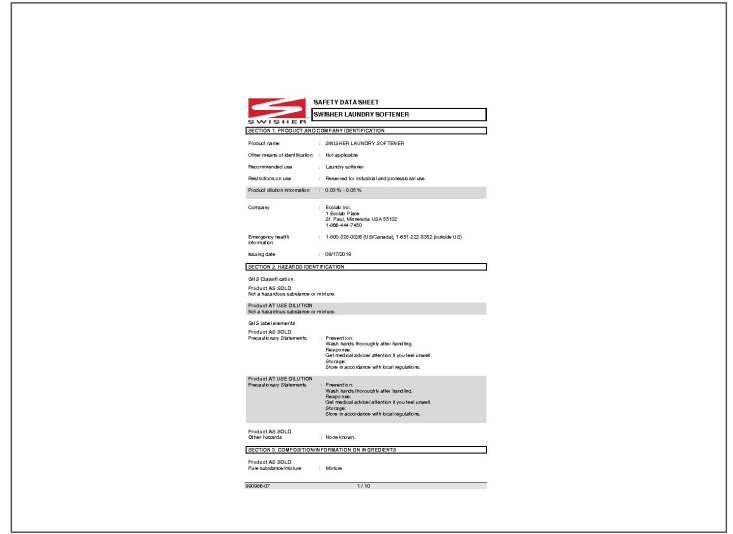 SAFETY DATA SHEET
SWISHER LAUNDRY SOFTENER
SWISHER
SECTION 1. PRODUCT AND COMPANY IDENTIFICATION
Product name : SWISHER LAUNDRY SOFTENER
Other means of identification : Not applicable
Recommended use : Laundry softener
Restrictions on use : Reserved for industrial and professional use.
Product dilution information : 0.03 % - 0.05 %
Company : Ecolab Inc.
1 Ecolab Place
St. Paul, Minnesota USA 55102
1-866-444-7450
Emergency health information : 1-800-328-0026 (US/Canada), 1-651-222-5352 (outside US)
Issuing date : 09/17/2019
SECTION 2. HAZARDS IDENTIFICATION
GHS Classification
Product AS SOLD
Not a hazardous substance or mixture.
Product AT USE DILUTION
Not a hazardous substance or mixture.
GHS label elements
Product AS SOLD
Precautionary Statements : Prevention:
Wash hands thoroughly after handling.
Response:
Get medical advice/ attention if you feel unwell.
Storage:
Store in accordance with local regulations.
Product AT USE DILUTION
Precautionary Statements : Prevention:
Wash hands thoroughly after handling.
Response:
Get medical advice/ attention if you feel unwell.
Storage:
Store in accordance with local regulations.
Product AS SOLD
Other hazards : None known.
SECTION 3. COMPOSITION/INFORMATION ON INGREDIENTS
Product AS SOLD
Pure substance/mixture : Mixture
990986-07 1 / 10